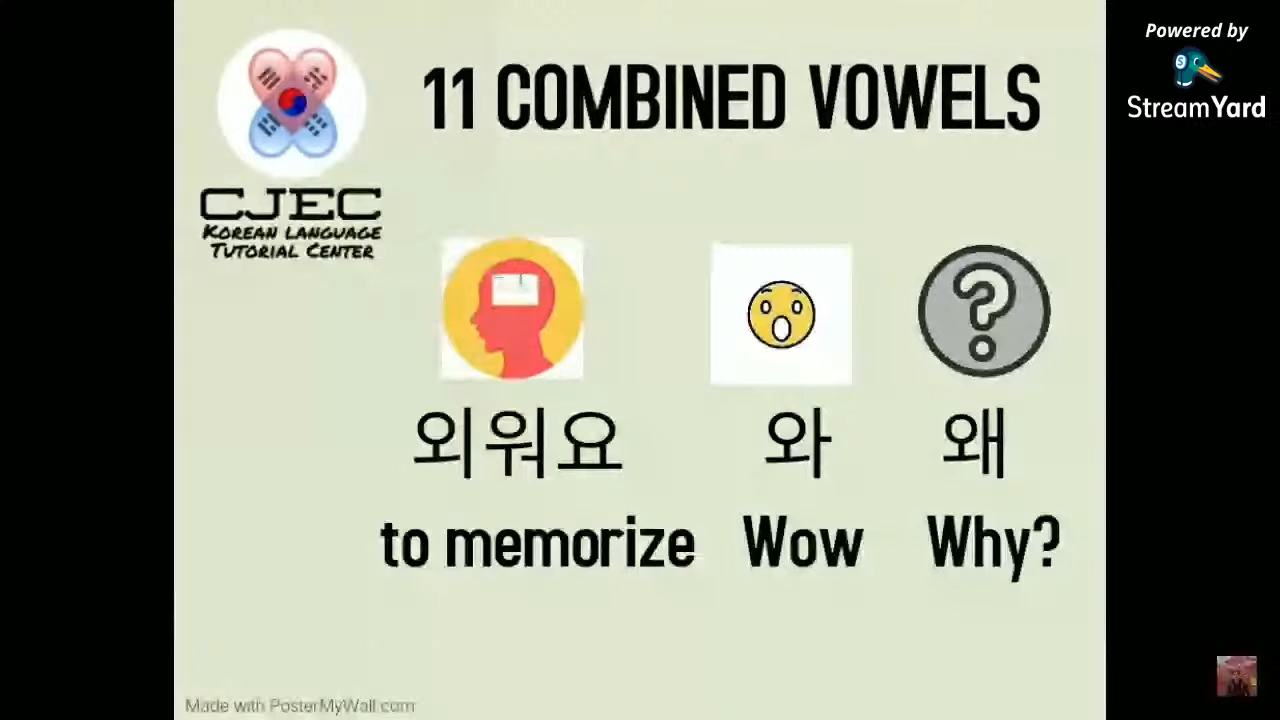 Powered by
StreamYard
11 COMBINED VOWELS
CJEC
KOREAN LANGUAGE
TUTORIAL CENTER
외워요 와 왜
to memorize Wow Why?
Made with PosterMyWall.com